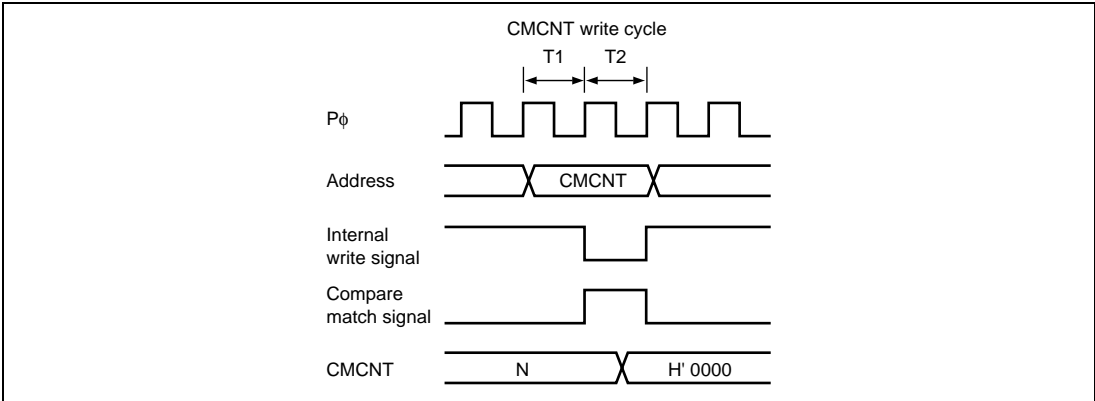 CMCNT write cycle
T1 T2
Pϕ
Address CMCNT
Internal
write signal
Compare
match signal
CMCNT N H' 0000